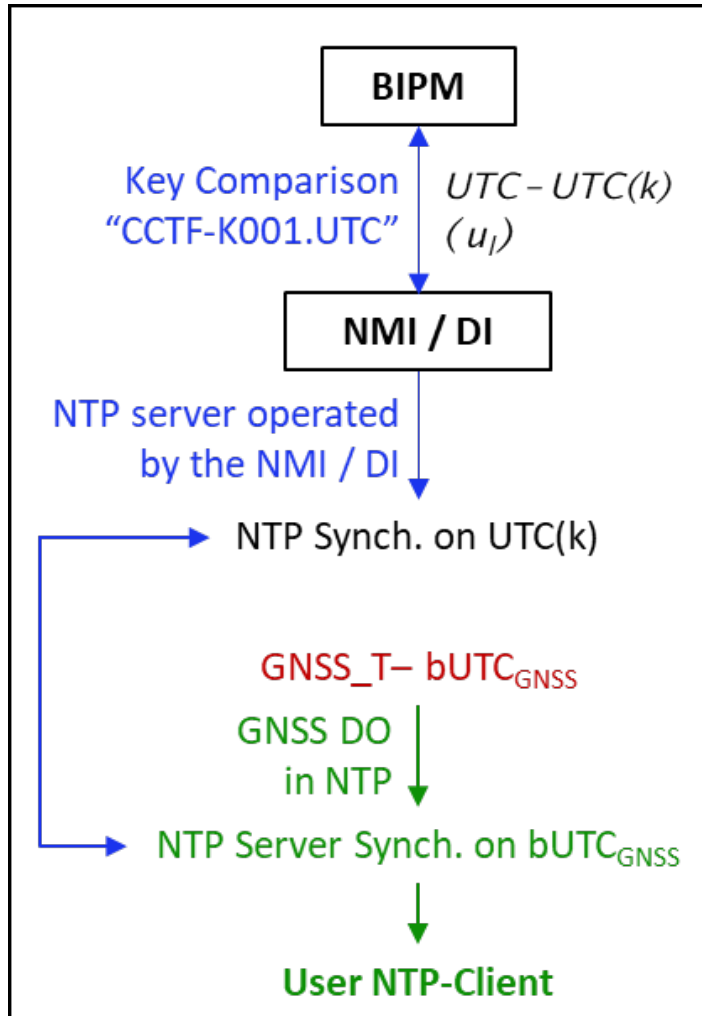 BIPM
Key Comparison
“CCTF-K001.UTC”
UTC – UTC(k)
(u_l)
NMI / DI
NTP server operated
by the NMI / DI
NTP Synch. on UTC(k)
GNSS_T– bUTC_GNSS
GNSS DO
in NTP
NTP Server Synch. on bUTC_GNSS
User NTP-Client